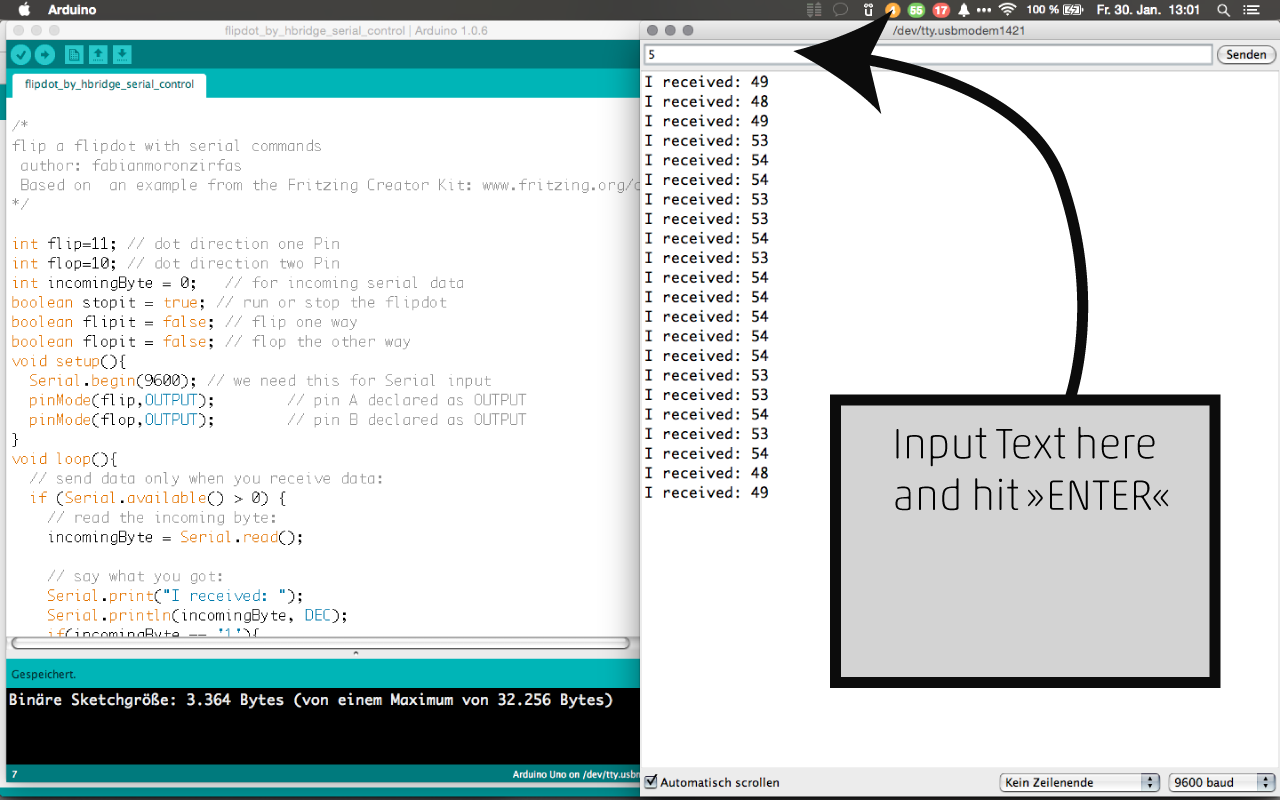 Arduino
55
17
100 %
Fr. 30. Jan. 13:01
flipdot_by_hbridge_serial_control | Arduino 1.0.6
flipdot_by_hbridge_serial_control
/*
flip a flipdot with serial commands
author: fabianmoronzirfas
Based on  an example from the Fritzing Creator Kit: www.fritzing.org/
*/
int flip=11; // dot direction one Pin
int flop=10; // dot direction two Pin
int incomingByte = 0;   // for incoming serial data
boolean stopit = true; // run or stop the flipdot
boolean flipit = false; // flip one way
boolean flopit = false; // flop the other way
void setup(){
  Serial.begin(9600); // we need this for Serial input
  pinMode(flip,OUTPUT);        // pin A declared as OUTPUT
  pinMode(flop,OUTPUT);        // pin B declared as OUTPUT
}
void loop(){
  // send data only when you receive data:
  if (Serial.available() > 0) {
    // read the incoming byte:
    incomingByte = Serial.read();
    // say what you got:
    Serial.print("I received: ");
    Serial.println(incomingByte, DEC);
    if(incomingByte == '1'){
Gespeichert.
Binäre Sketchgröße: 3.364 Bytes (von einem Maximum von 32.256 Bytes)
7
Arduino Uno on /dev/tty.usbm
/dev/tty.usbmodem1421
5
Senden
I received: 49
I received: 48
I received: 49
I received: 53
I received: 54
I received: 54
I received: 53
I received: 53
I received: 54
I received: 53
I received: 54
I received: 54
I received: 54
I received: 54
I received: 54
I received: 53
I received: 53
I received: 54
I received: 53
I received: 54
I received: 48
I received: 49
Input Text here
and hit »ENTER«
Automatisch scrollen
Kein Zeilenende
9600 baud